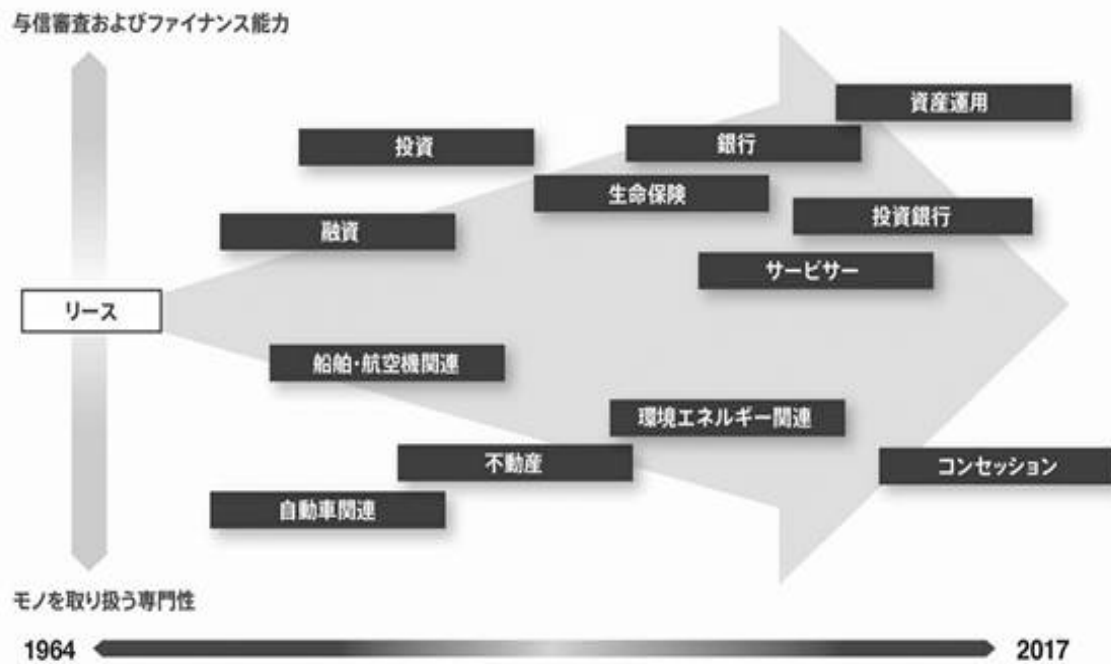 与信審査およびファイナンス能力
資産運用
投資
銀行
生命保険
投資銀行
融資
サービサー
リース
船舶・航空機関連
環境エネルギー関連
不動産
コンセッション
自動車関連
モノを取り扱う専門性
1964
2017